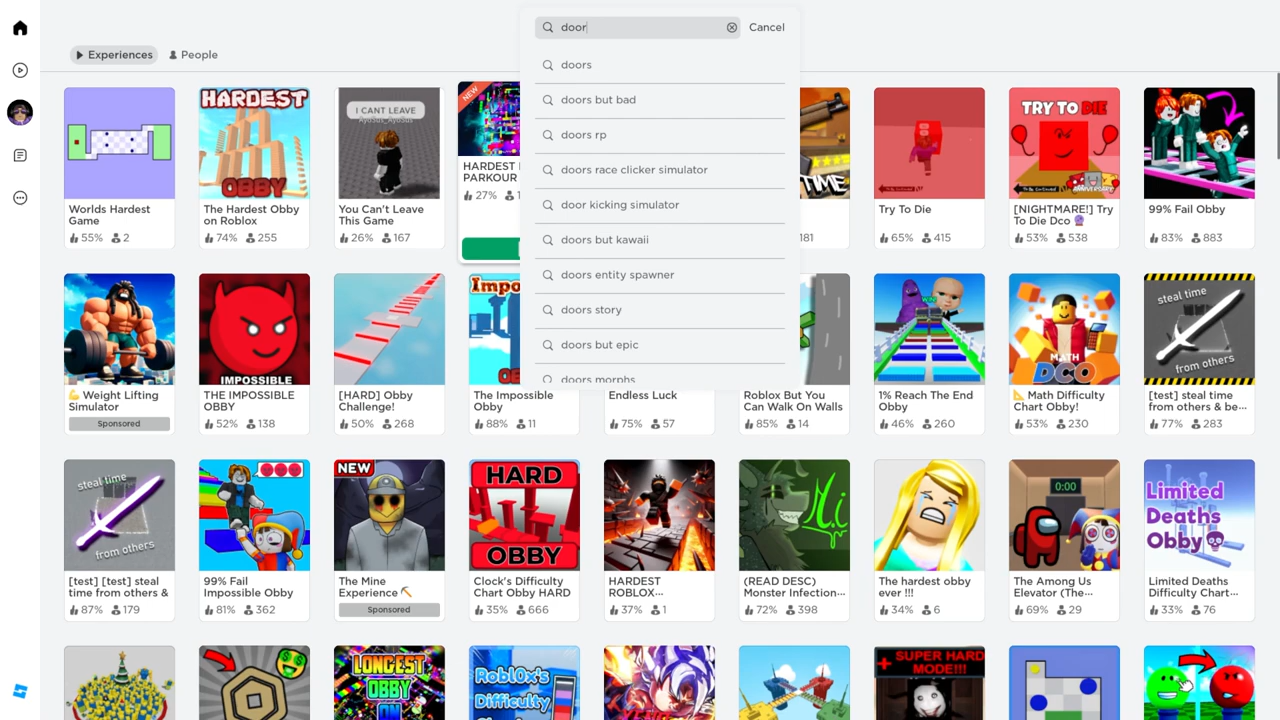 door
Cancel
Experiences
People
doors
doors but bad
doors rp
doors race clicker simulator
door kicking simulator
doors but kawaii
doors entity spawner
doors story
doors but epic
doors morphs
Worlds Hardest
Game
55% 2
HARDEST
OBBY
The Hardest Obby
on Roblox
74% 255
I CANT LEAVE
You Can't Leave
This Game
26% 167
NEW
HARDEST
PARKOUR
27%
TIME
181
Try To Die
65% 415
TRY TO DIE
[NIGHTMARE!] Try
To Die Dco
53% 538
99% Fail Obby
83% 883
Weight Lifting
Simulator
Sponsored
IMPOSSIBLE
THE IMPOSSIBLE
OBBY
52% 138
[HARD] Obby
Challenge!
50% 268
Impo
The Impossible
Obby
88% 11
Endless Luck
75% 57
Roblox But You
Can Walk On Walls
85% 14
1% Reach The End
Obby
46% 260
MATH
DCO
Math Difficulty
Chart Obby!
53% 230
steal time
from others
[test] steal time
from others & be...
77% 283
steal time
from others
[test] [test] steal
time from others &
87% 179
99% Fail
Impossible Obby
81% 362
NEW
The Mine
Experience
Sponsored
HARD
OBBY
Clock's Difficulty
Chart Obby HARD
35% 666
HARDEST
ROBLOX...
37% 1
(READ DESC)
Monster Infection...
72% 398
The hardest obby
ever !!!
34% 6
0:00
The Among Us
Elevator (The...
69% 29
Limited
Deaths
Obby
Limited Deaths
Difficulty Chart...
33% 76
LONGEST
OBBY
ON
Roblox's
Difficulty
+ SUPER HARD
MODE!!!